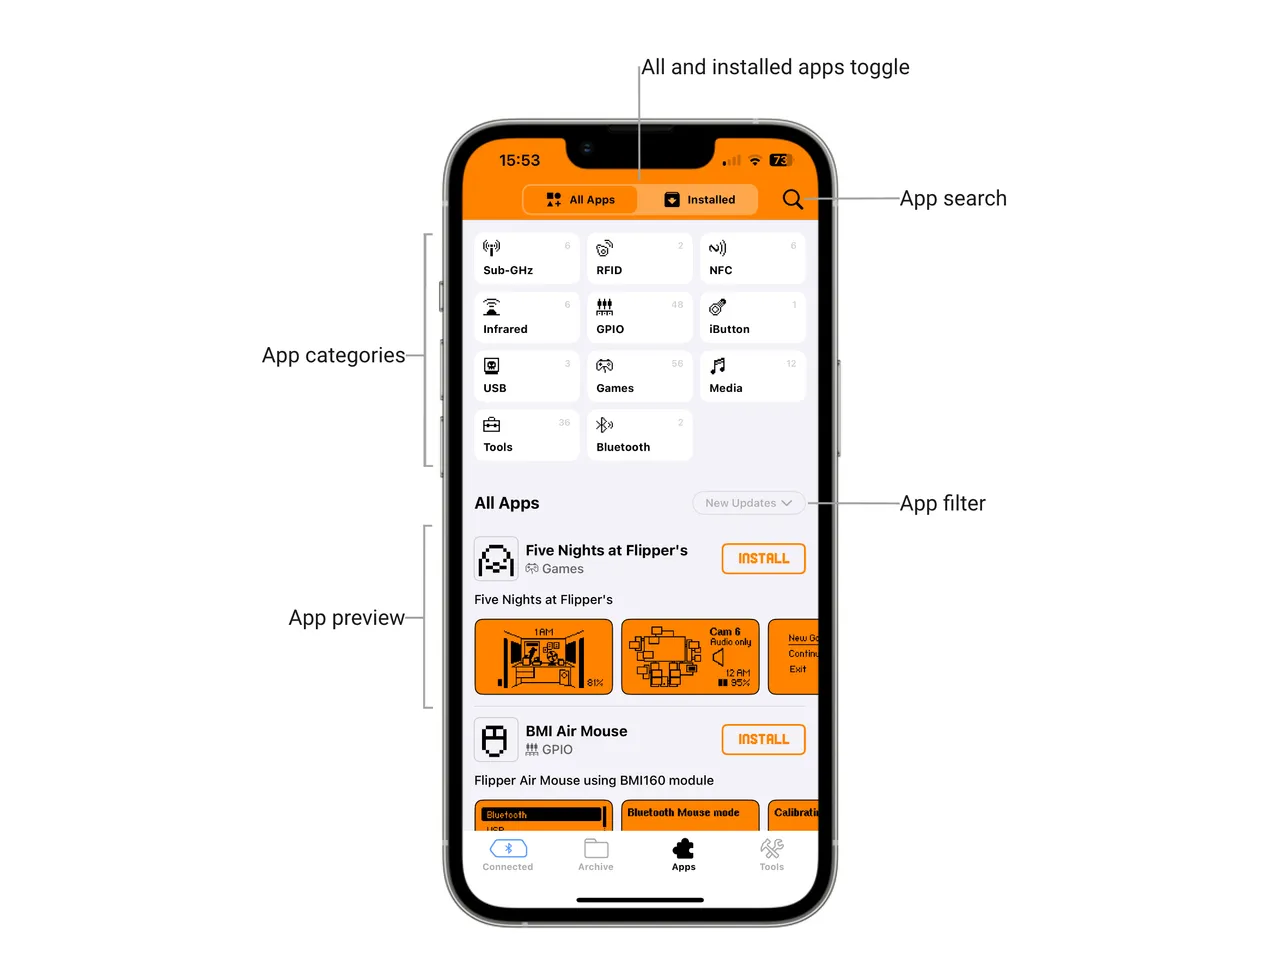 All and installed apps toggle
15:53
73
All Apps
Installed
App search
6
Sub-GHz
2
RFID
6
NFC
6
Infrared
48
GPIO
1
iButton
App categories
3
USB
56
Games
12
Media
36
Tools
2
Bluetooth
All Apps
New Updates
App filter
Five Nights at Flipper's
Games
INSTALL
Five Nights at Flipper's
App preview
1 AM
81%
Cam 6
Audio only
12 AM
95%
New Ga
Continu
Exit
BMI Air Mouse
GPIO
INSTALL
Flipper Air Mouse using BMI160 module
Bluetooth
USB
Bluetooth Mouse mode
Calibrati
Connected
Archive
Apps
Tools